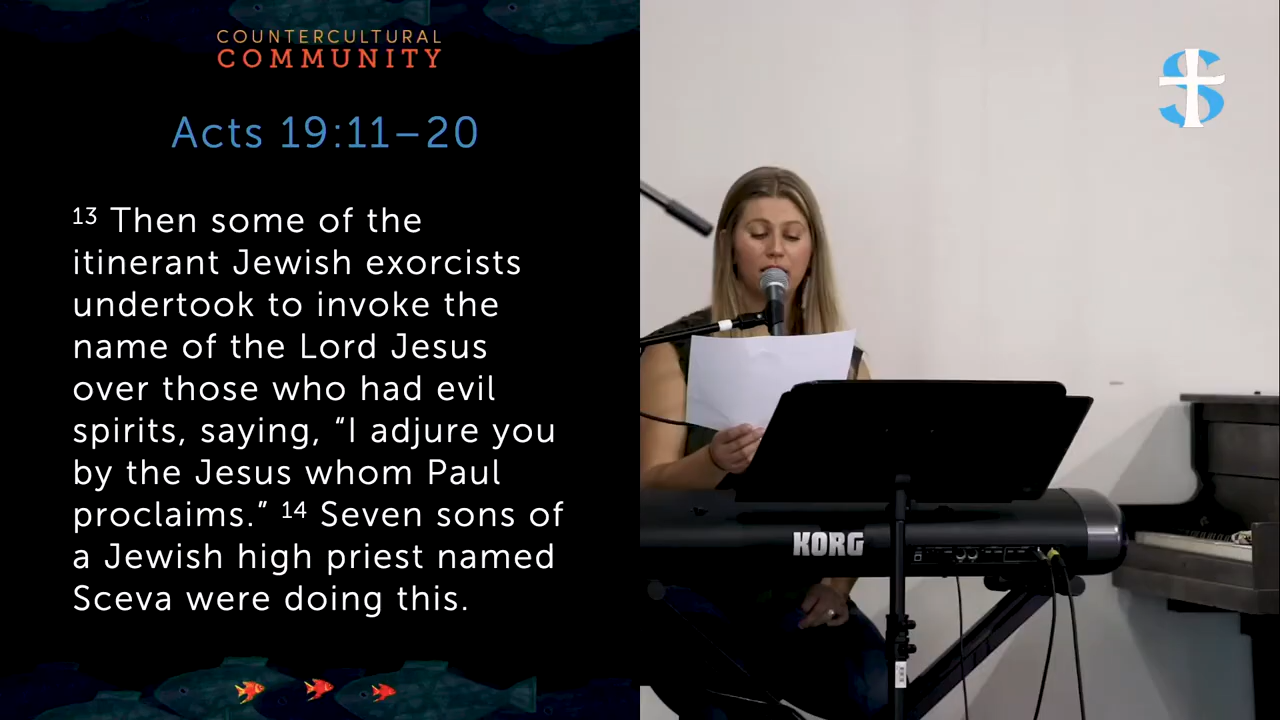 COUNTERCULTURAL
COMMUNITY
Acts 19:11–20
13 Then some of the
itinerant Jewish exorcists
undertook to invoke the
name of the Lord Jesus
over those who had evil
spirits, saying, “I adjure you
by the Jesus whom Paul
proclaims.” 14 Seven sons of
a Jewish high priest named
Sceva were doing this.
S
KORG